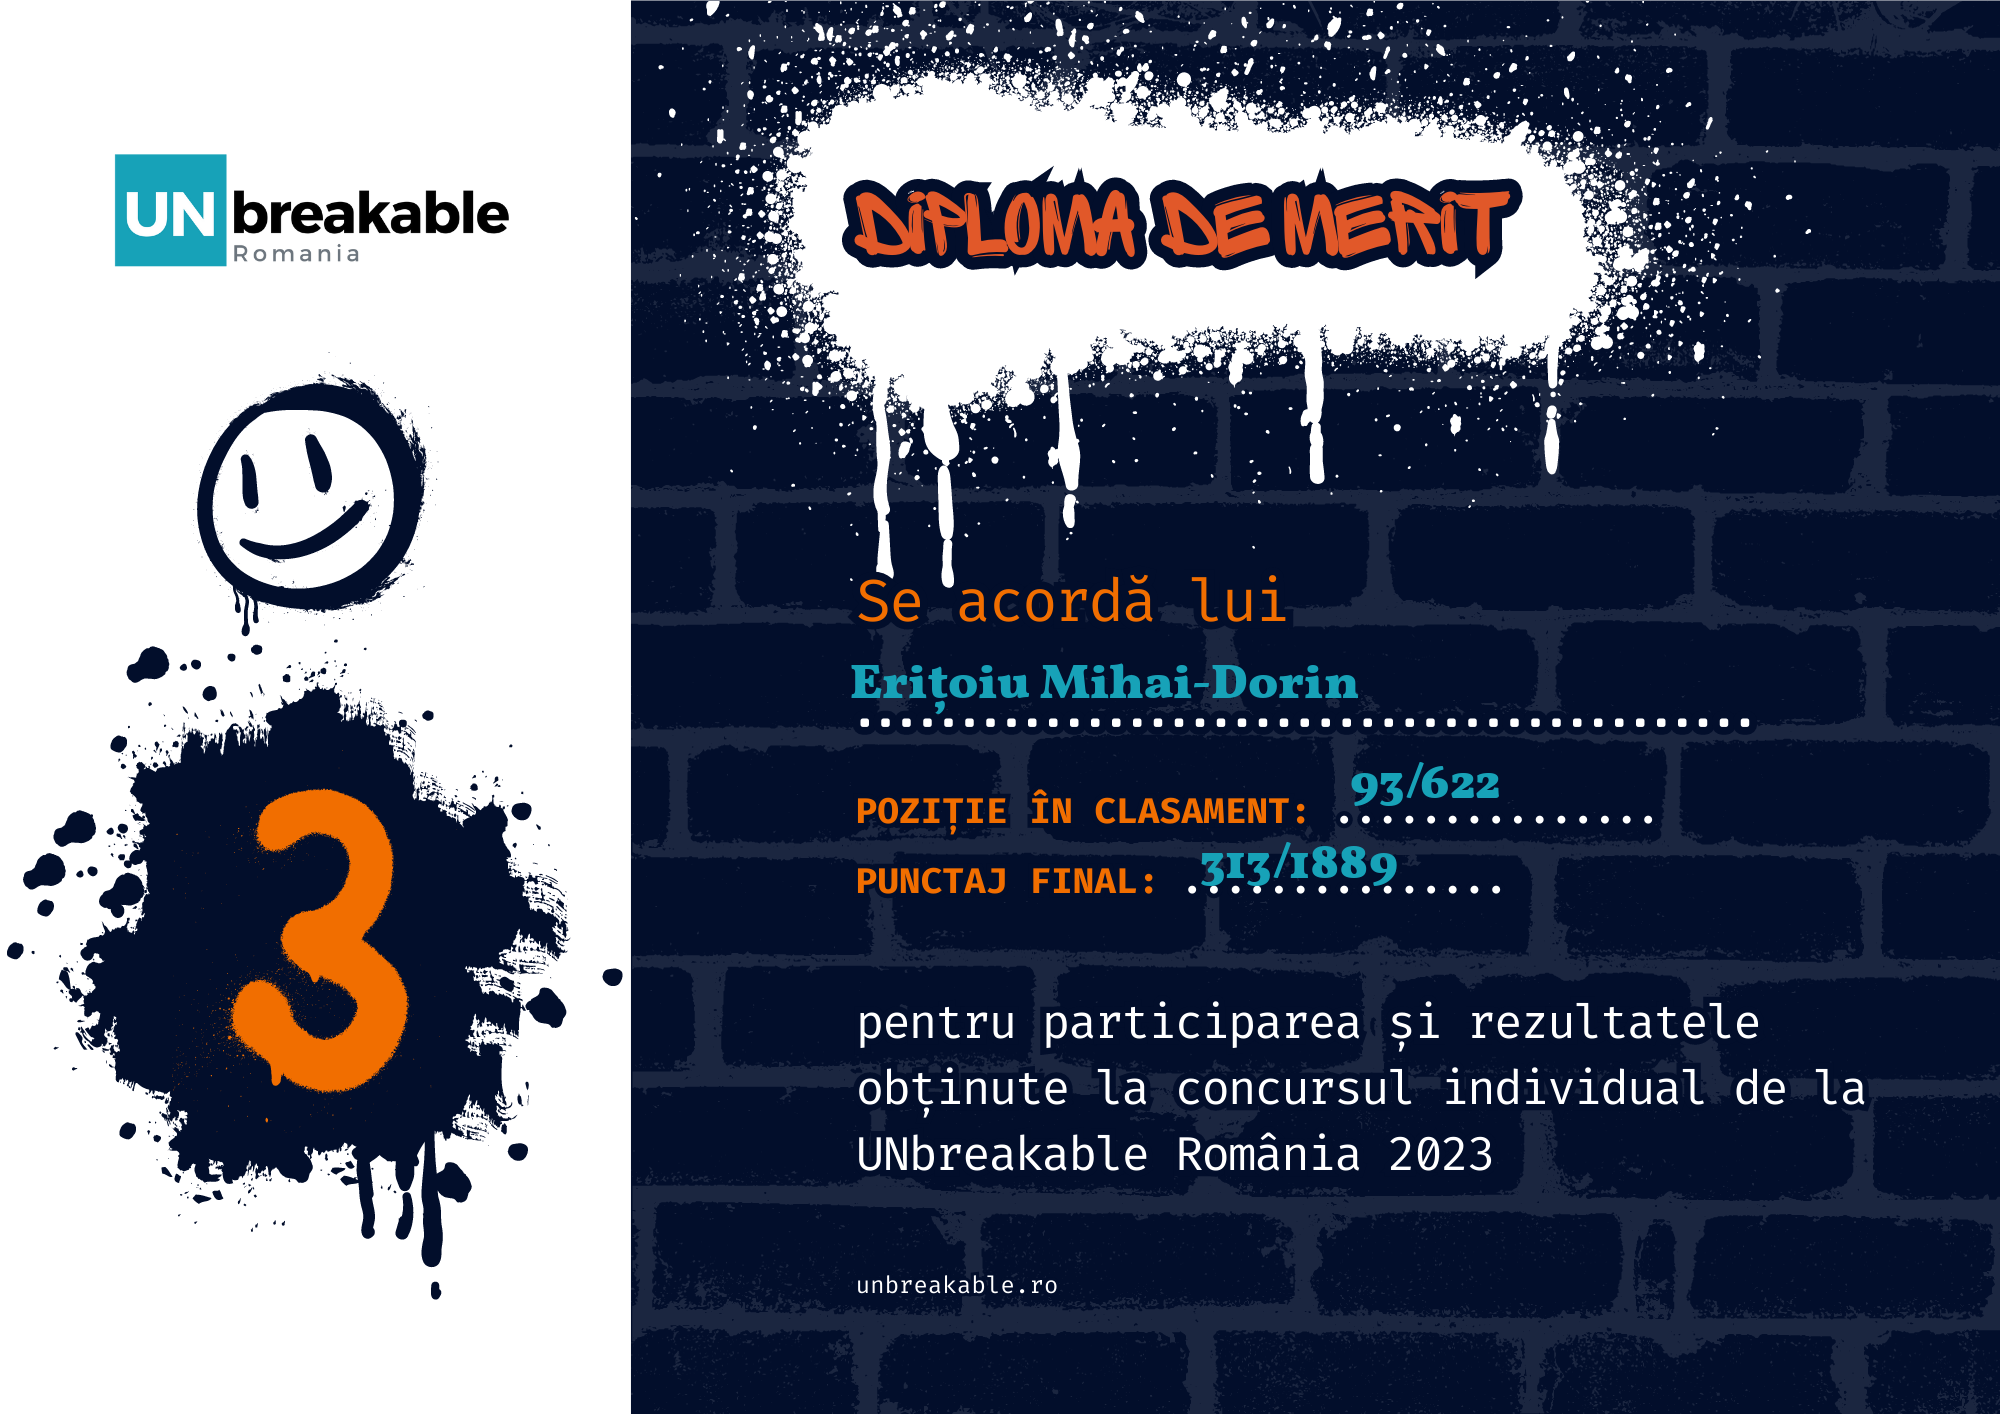 UNbreakable
Romania
3
DiPLOMA DE MERiT
Se acordă lui
Erițoiu Mihai-Dorin
POZIȚIE ÎN CLASAMENT: 93/622
PUNCTAJ FINAL: 313/1889
pentru participarea și rezultatele
obținute la concursul individual de la
UNbreakable România 2023
unbreakable.ro